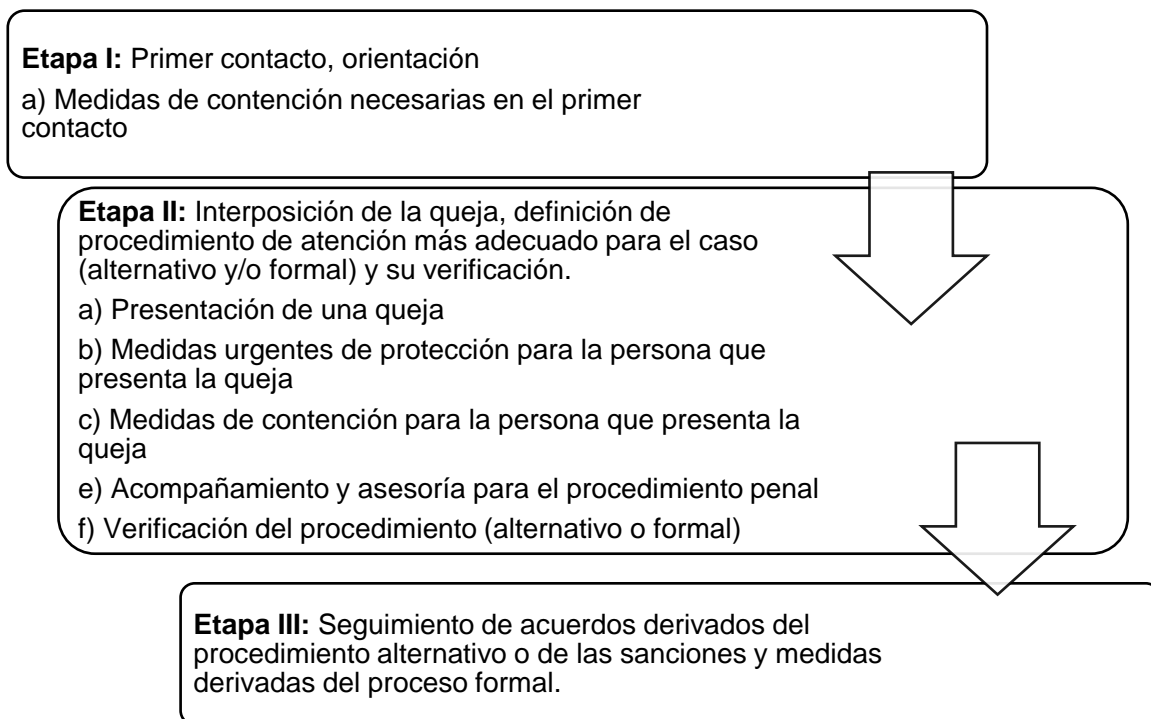 Etapa I: Primer contacto, orientación
a) Medidas de contención necesarias en el primer
contacto
Etapa II: Interposición de la queja, definición de
procedimiento de atención más adecuado para el caso
(alternativo y/o formal) y su verificación.
a) Presentación de una queja
b) Medidas urgentes de protección para la persona que
presenta la queja
c) Medidas de contención para la persona que presenta la
queja
e) Acompañamiento y asesoría para el procedimiento penal
f) Verificación del procedimiento (alternativo o formal)
Etapa III: Seguimiento de acuerdos derivados del
procedimiento alternativo o de las sanciones y medidas
derivadas del proceso formal.